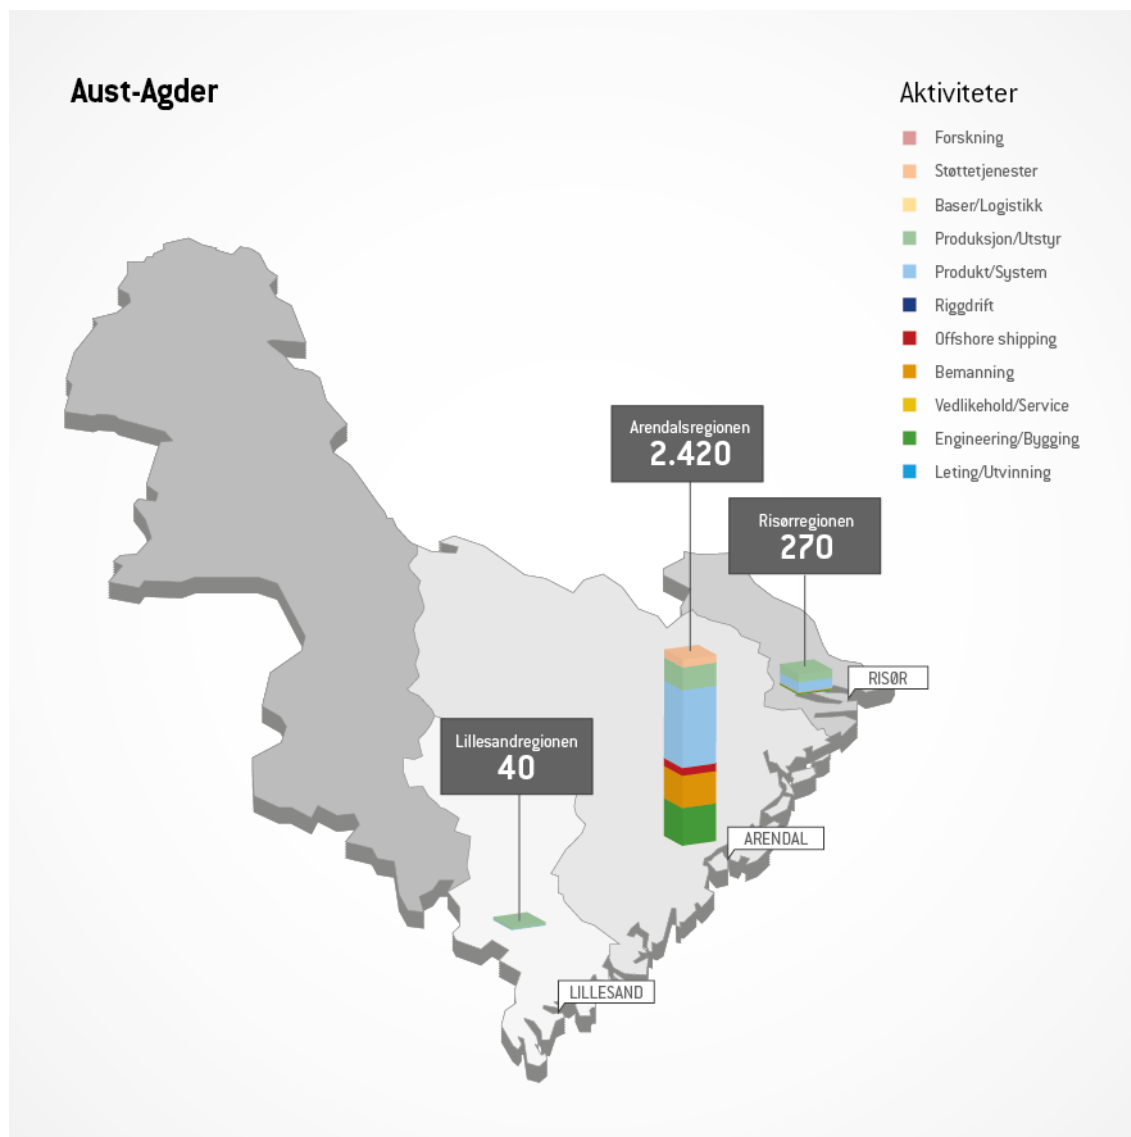 Aust-Agder
Aktiviteter
Forskning
Støttetjenester
Baser/Logistikk
Produksjon/Utstyr
Produkt/System
Riggdrift
Offshore shipping
Bemanning
Vedlikehold/Service
Engineering/Bygging
Leting/Utvinning
Arendalsregionen
2.420
Risørregionen
270
RISØR
Lillesandregionen
40
ARENDAL
LILLESAND